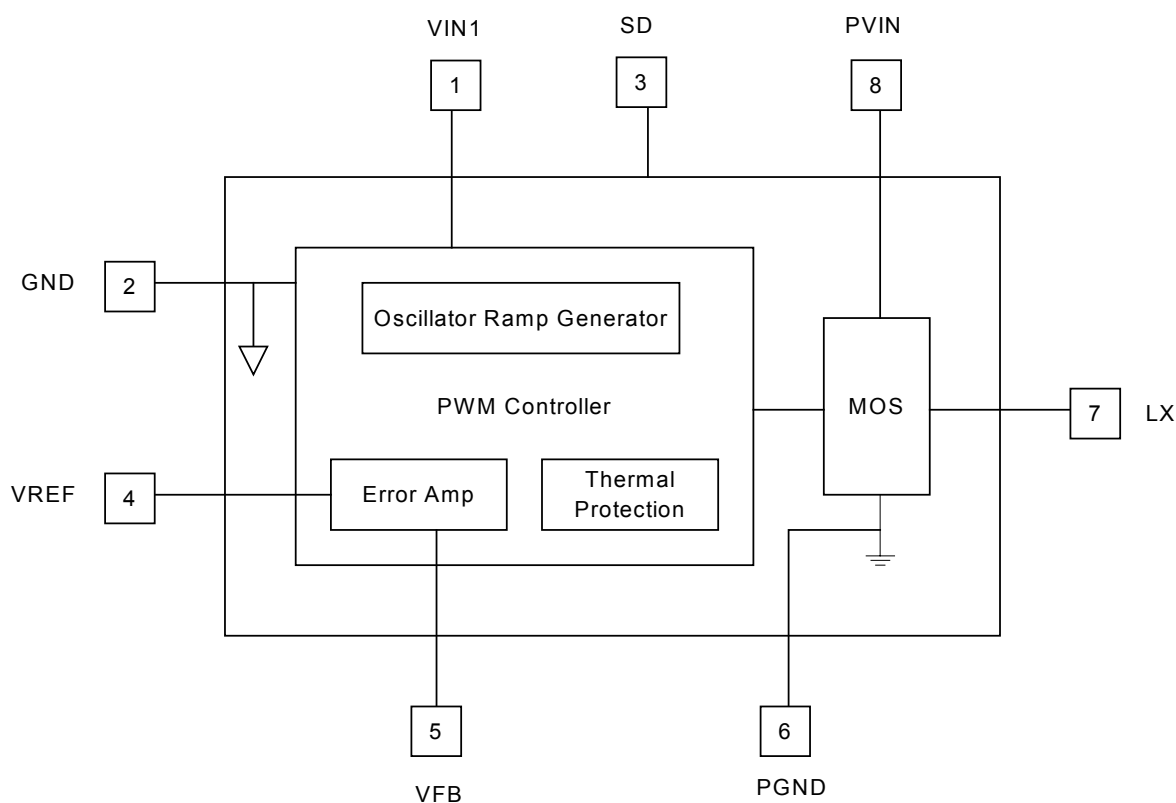 VIN1
SD
PVIN
1
3
8
GND
2
Oscillator Ramp Generator
PWM Controller
MOS
7
LX
VREF
4
Error Amp
Thermal
Protection
5
6
VFB
PGND